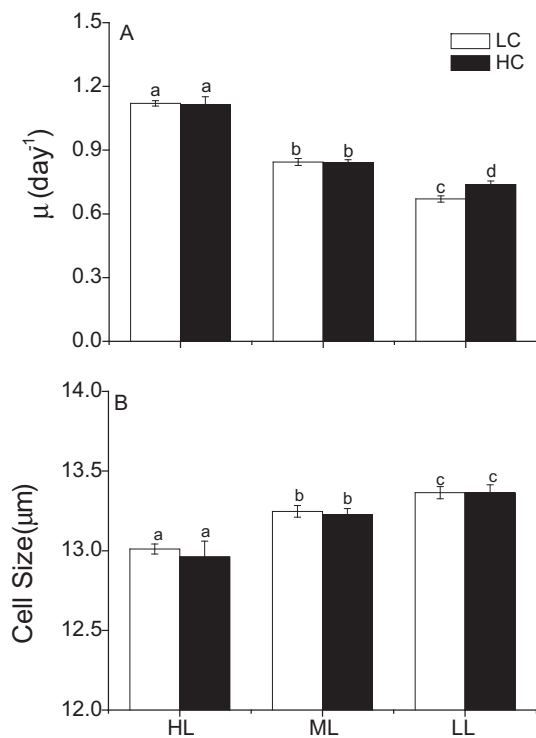 A
LC
HC
1.5
1.2
0.9
0.6
0.3
0.0
a a
b b
c d
μ (day-1)
B
14.0
13.5
13.0
12.5
12.0
a a
b b
c c
Cell Size(μm)
HL ML LL